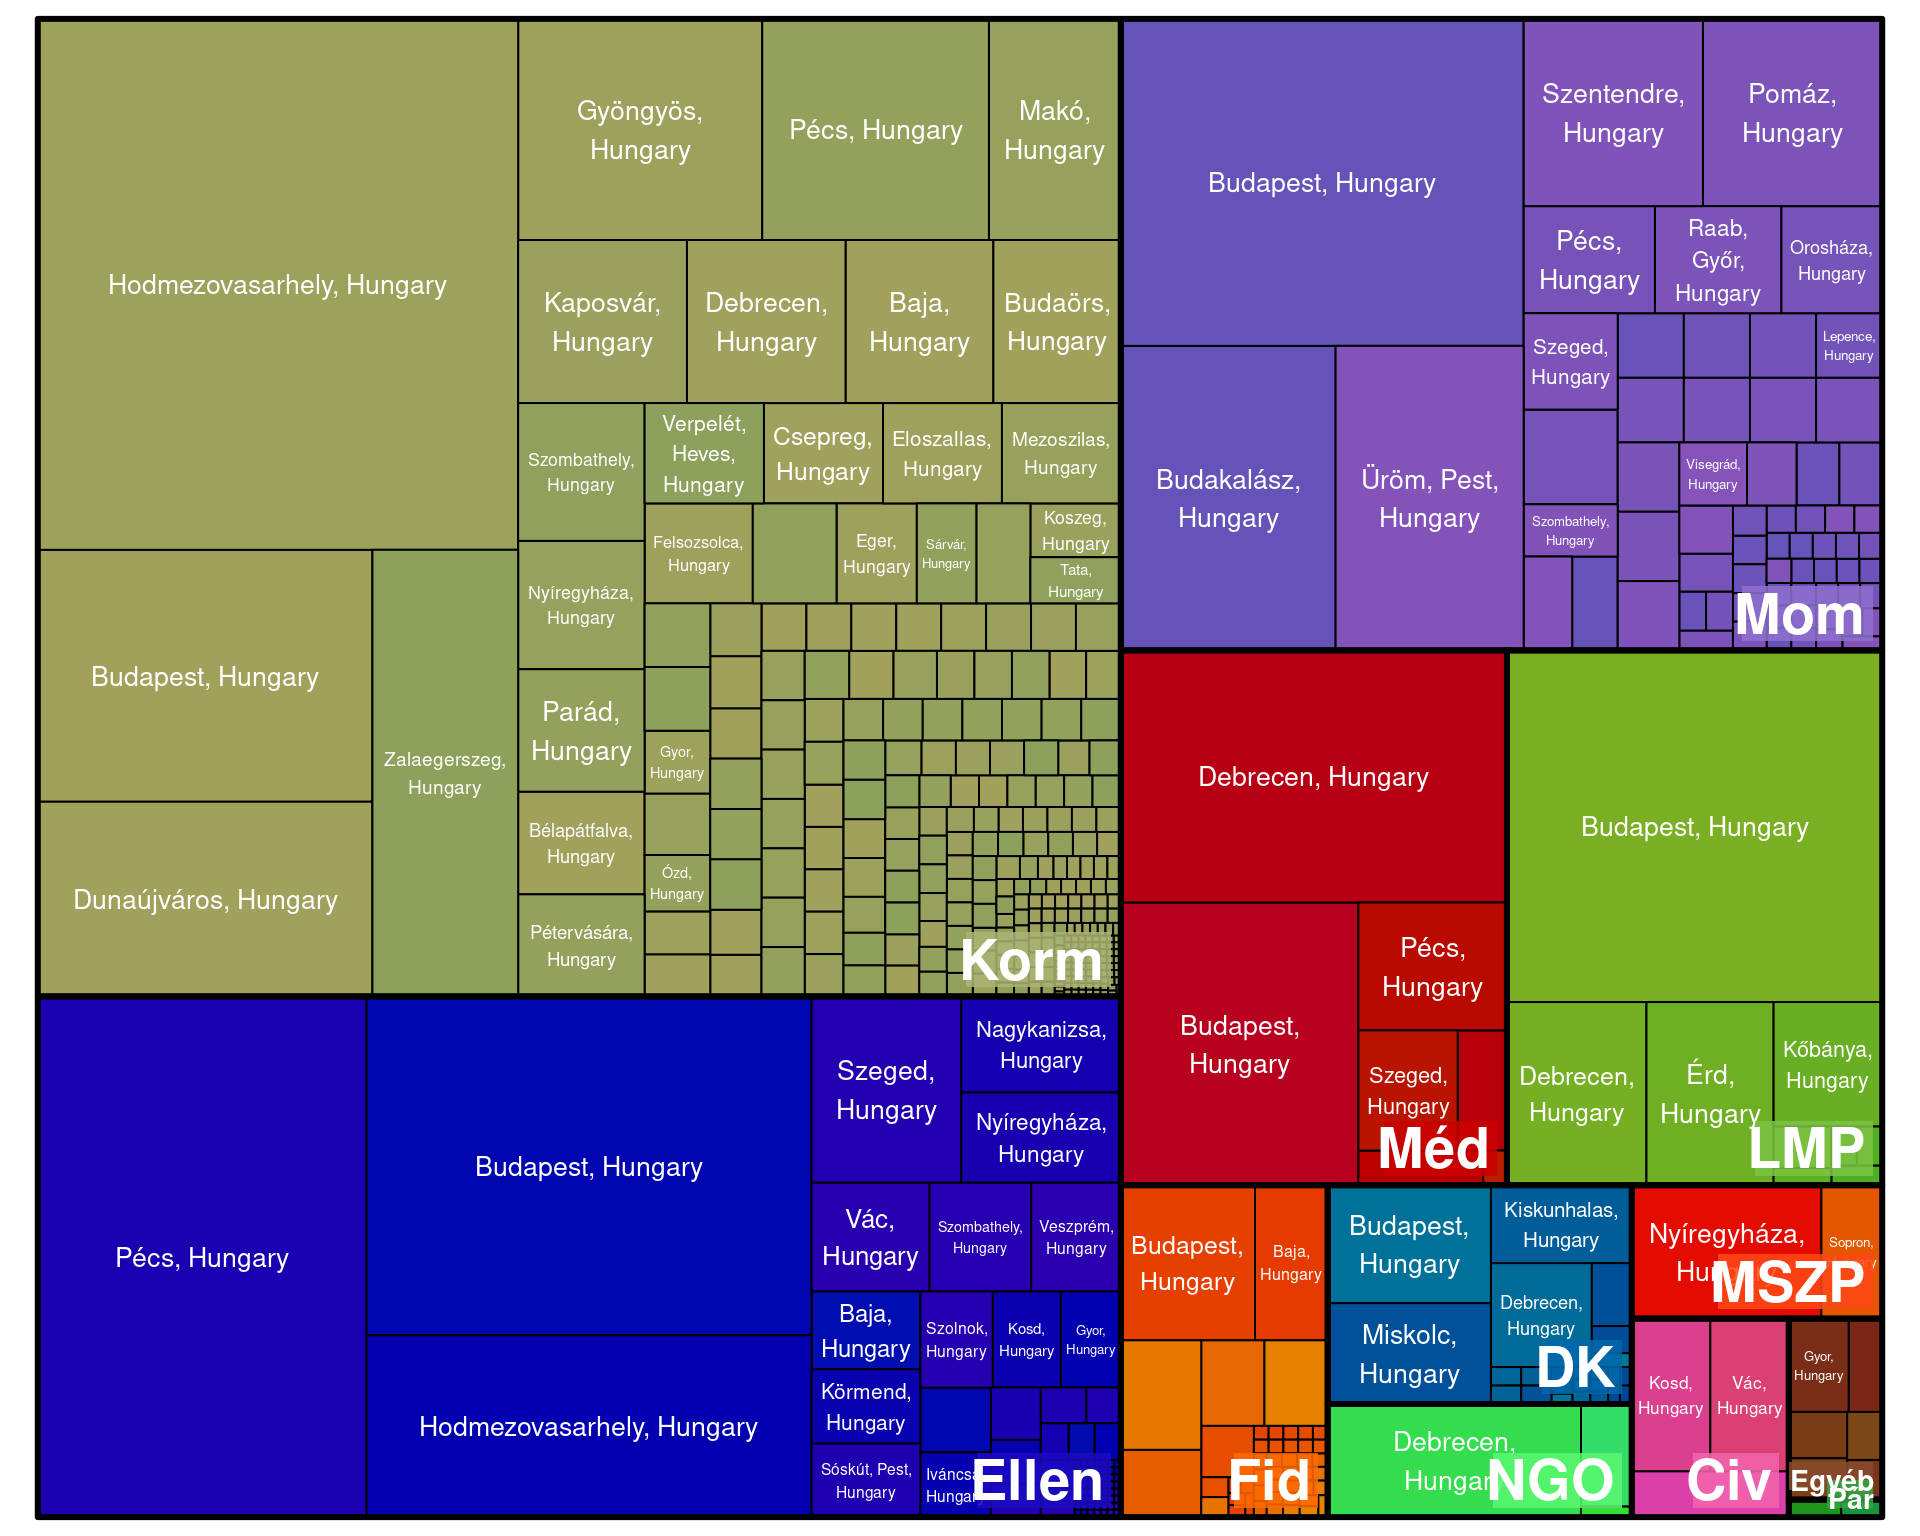 Hodmezovasarhely, Hungary
Gyöngyös,
Hungary
Pécs, Hungary
Makó,
Hungary
Kaposvár,
Hungary
Debrecen,
Hungary
Baja,
Hungary
Budaörs,
Hungary
Szombathely,
Hungary
Verpelét,
Heves,
Hungary
Csepreg,
Hungary
Eloszallas,
Hungary
Mezoszilas,
Hungary
Felsozsolca,
Hungary
Eger,
Hungary
Sárvár,
Hungary
Koszeg,
Hungary
Tata,
Hungary
Budapest, Hungary
Dunaújváros, Hungary
Zalaegerszeg,
Hungary
Nyíregyháza,
Hungary
Parád,
Hungary
Bélapátfalva,
Hungary
Pétervására,
Hungary
Gyor,
Hungary
Ózd,
Hungary
Korm
Budapest, Hungary
Szentendre,
Hungary
Pomáz,
Hungary
Pécs,
Hungary
Raab,
Győr,
Hungary
Orosháza,
Hungary
Szeged,
Hungary
Lepence,
Hungary
Budakalász,
Hungary
Üröm, Pest,
Hungary
Visegrád,
Hungary
Szombathely,
Hungary
Mom
Debrecen, Hungary
Budapest,
Hungary
Pécs,
Hungary
Szeged,
Hungary
Méd
Budapest, Hungary
Debrecen,
Hungary
Érd,
Hungary
Kőbánya,
Hungary
LMP
Pécs, Hungary
Budapest, Hungary
Hodmezovasarhely, Hungary
Szeged,
Hungary
Nagykanizsa,
Hungary
Nyíregyháza,
Hungary
Vác,
Hungary
Szombathely,
Hungary
Veszprém,
Hungary
Baja,
Hungary
Szolnok,
Hungary
Kosd,
Hungary
Gyor,
Hungary
Körmend,
Hungary
Sóskút, Pest,
Hungary
Iváncsa
Hungary
Ellen
Budapest,
Hungary
Baja,
Hungary
Fid
Budapest,
Hungary
Kiskunhalas,
Hungary
Debrecen,
Hungary
Miskolc,
Hungary
DK
Debrecen,
Hungary
NGO
Nyíregyháza,
Hungary
Sopron,
MSZP
Kosd,
Hungary
Vác,
Hungary
Civ
Gyor,
Hungary
Egyéb
Pár